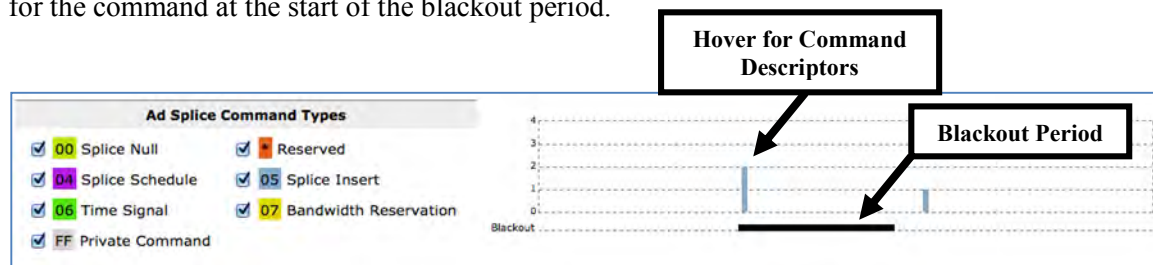 for the command at the start of the blackout period.
Hover for Command
Descriptors
Ad Splice Command Types
00 Splice Null
* Reserved
04 Splice Schedule
05 Splice Insert
06 Time Signal
07 Bandwidth Reservation
FF Private Command
4
3
2
1
0
Blackout
Blackout Period